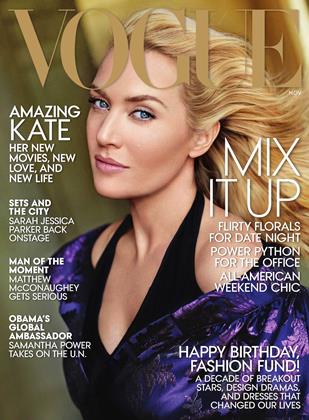 VOGUE
NOV
AMAZING
KATE
HER NEW
MOVIES, NEW
LOVE, AND
NEW LIFE
SETS AND
THE CITY
SARAH JESSICA
PARKER BACK
ONSTAGE
MAN OF THE
MOMENT
MATTHEW
McCONAUGHEY
GETS SERIOUS
OBAMA'S
GLOBAL
AMBASSADOR
SAMANTHA POWER
TAKES ON THE U.N.
MIX
IT UP
FLIRTY FLORALS
FOR DATE NIGHT
POWER PYTHON
FOR THE OFFICE
ALL-AMERICAN
WEEKEND CHIC
HAPPY BIRTHDAY,
FASHION FUND!
A DECADE OF BREAKOUT
STARS, DESIGN DRAMAS,
AND DRESSES THAT
CHANGED OUR LIVES